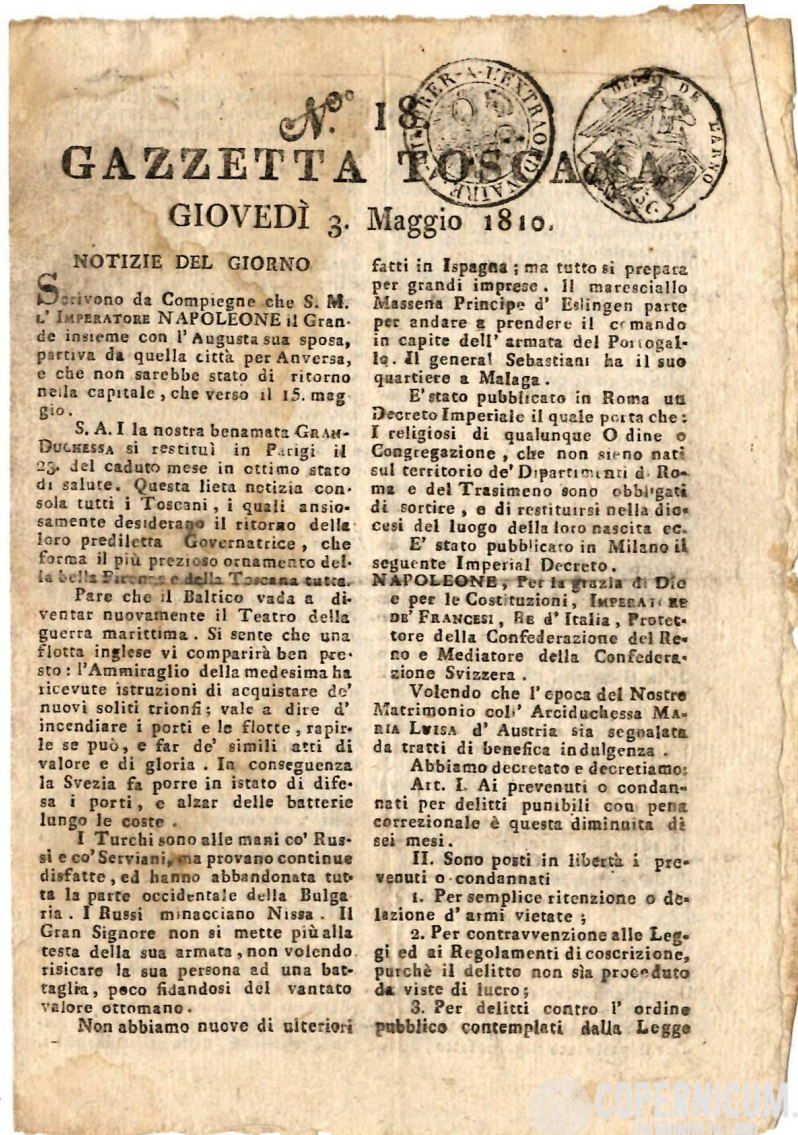 N.ro 18
TIMBRER-A-L'EXTRAORDINAIRE
DEP.T DE L'ARNO
GAZZETTA TOSCANA
GIOVEDÌ 3. Maggio 1810.
NOTIZIE DEL GIORNO
Scrivono da Compiegne che S. M.
L' IMPERATORE NAPOLEONE il Gran-
de insieme con l' Augusta sua sposa,
partiva da quella città per Anversa,
e che non sarebbe stato di ritorno
nella capitale, che verso il 15. mag
gio.
S. A. I la nostra benamata GRAN-
DUCHESSA si restituì in Parigi il
23. del caduto mese in ottimo stato
di salute. Questa lieta notizia con-
sola tutti i Toscani, i quali ansio-
samente desiderano il ritorno della
loro prediletta Governatrice, che
forma il più prezioso ornamento del-
la bella Firenze e della Toscana tutta.
Pare che il Baltico vada a di-
ventar nuovamente il Teatro della
guerra marittima. Si sente che una
flotta inglese vi comparirà ben pre-
sto: l'Ammiraglio della medesima ha
ricevute istruzioni di acquistare de'
nuovi soliti trionfi; vale a dire d'
incendiare i porti e le flotte, rapir-
le se può, e far de' simili atti di
valore e di gloria. In conseguenza
la Svezia fa porre in istato di dife-
sa i porti, e alzar delle batterie
lungo le coste.
I Turchi sono alle mani co' Rus-
si e co' Serviani, ma provano continue
disfatte, ed hanno abbandonata tut-
ta la parte occidentale della Bulga
ria. I Russi minacciano Nissa. Il
Gran Signore non si mette più alla
testa della sua armata, non volendo
risicare la sua persona ad una bat-
taglia, poco fidandosi del vantato
valore ottomano.
Non abbiamo nuove di ulteriori
fatti in Ispagna; ma tutto si prepara
per grandi imprese. Il maresciallo
Massena Principe d' Eslingen parte
per andare a prendere il comando
in capite dell' armata del Portogal-
lo. Il general Sebastiani ha il suo
quartiere a Malaga.
E' stato pubblicato in Roma un
Decreto Imperiale il quale porta che:
I religiosi di qualunque O dine o
Congregazione, che non sieno nati
sul territorio de' Dipartimenti di Ro-
ma e del Trasimeno sono obbligati
di sortire, e di restituirsi nella dio-
cesi del luogo della loro nascita ec.
E' stato pubblicato in Milano il
seguente Imperial Decreto.
NAPOLEONE, Per la grazia di Dio
e per le Costituzioni, IMPERATORE
DE' FRANCESI, RE d' Italia, Protet-
tore della Confederazione del Re-
no e Mediatore della Confedera-
zione Svizzera.
Volendo che l' epoca del Nostro
Matrimonio coll' Arciduchessa MA-
RIA LUISA d' Austria sia segnalata
da tratti di benefica indulgenza.
Abbiamo decretato e decretiamo:
Art. I. Ai prevenuti o condan-
nati per delitti punibili con pena
correzionale è questa diminuita di
sei mesi.
II. Sono posti in libertà i pre-
venuti o condannati
1. Per semplice ritenzione o de-
lazione d' armi vietate;
2. Per contravvenzione alle Leg-
gi ed ai Regolamenti di coscrizione,
purchè il delitto non sia proceduto
da viste di lucro;
3. Per delitti contro l' ordine
pubblico contemplati dalla Legge
COPERNICUM.